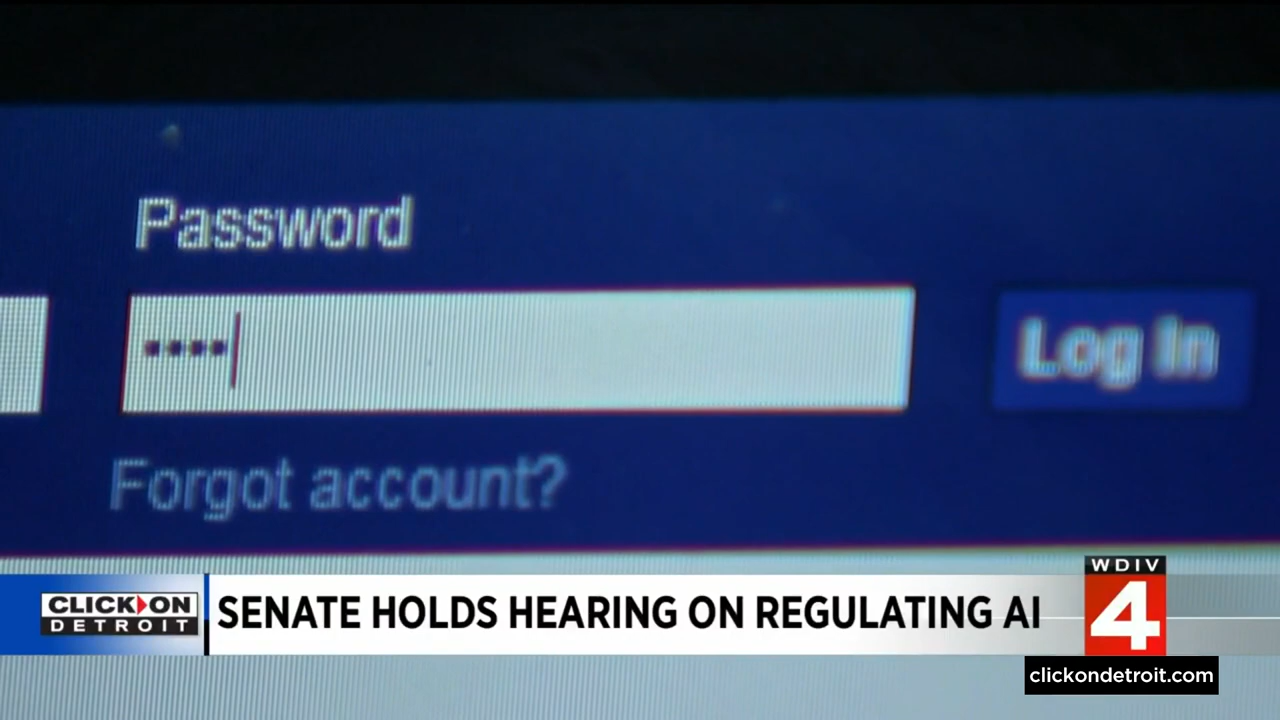 Password
••••
Log In
Forgot account?
CLICK ON
DETROIT
SENATE HOLDS HEARING ON REGULATING AI
WDIV
4
clickondetroit.com